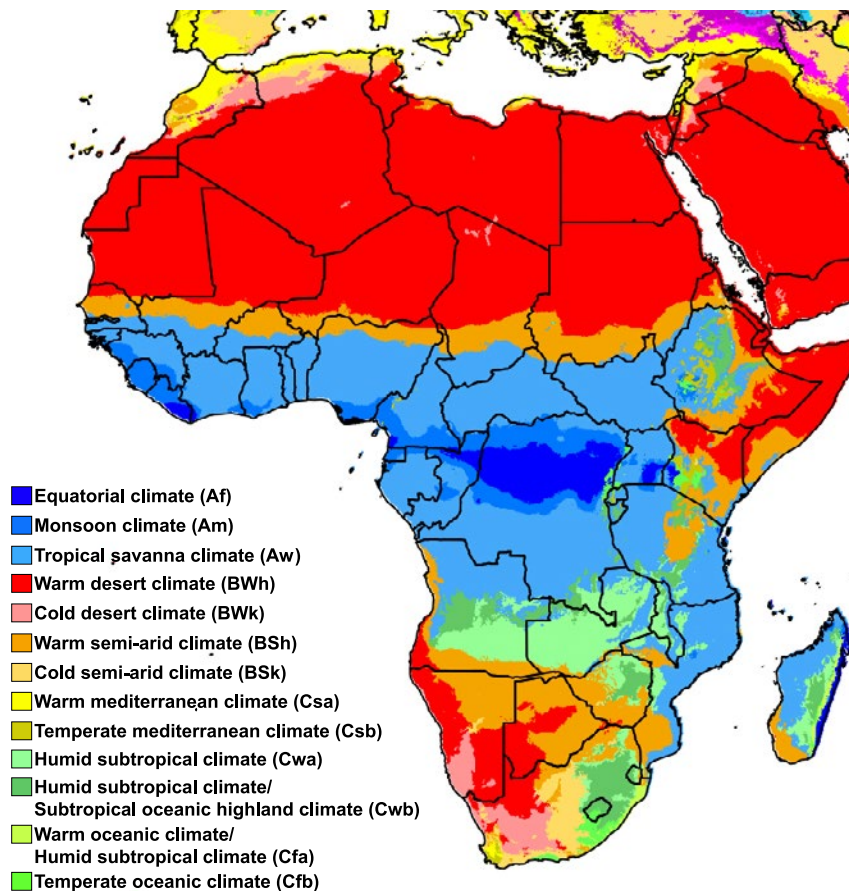 Equatorial climate (Af)
Monsoon climate (Am)
Tropical savanna climate (Aw)
Warm desert climate (BWh)
Cold desert climate (BWk)
Warm semi-arid climate (BSh)
Cold semi-arid climate (BSk)
Warm mediterranean climate (Csa)
Temperate mediterranean climate (Csb)
Humid subtropical climate (Cwa)
Humid subtropical climate/
Subtropical oceanic highland climate (Cwb)
Warm oceanic climate/
Humid subtropical climate (Cfa)
Temperate oceanic climate (Cfb)